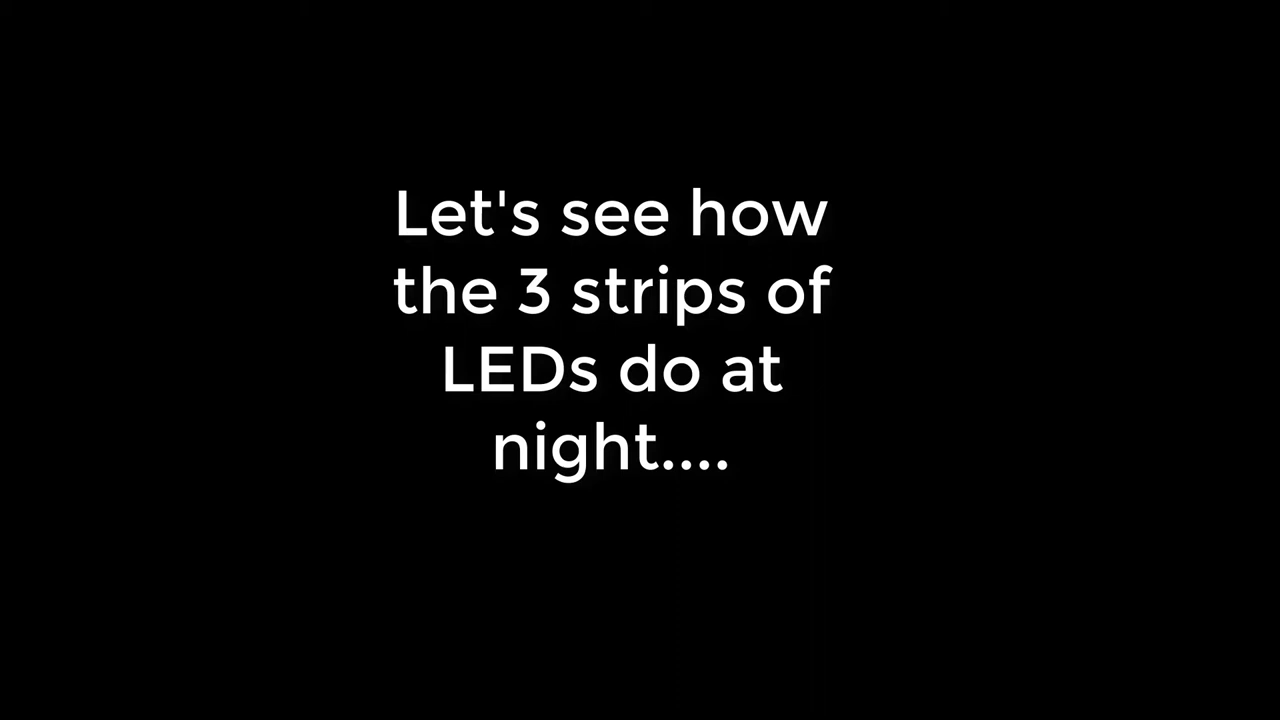 Let's see how
the 3 strips of
LEDs do at
night....